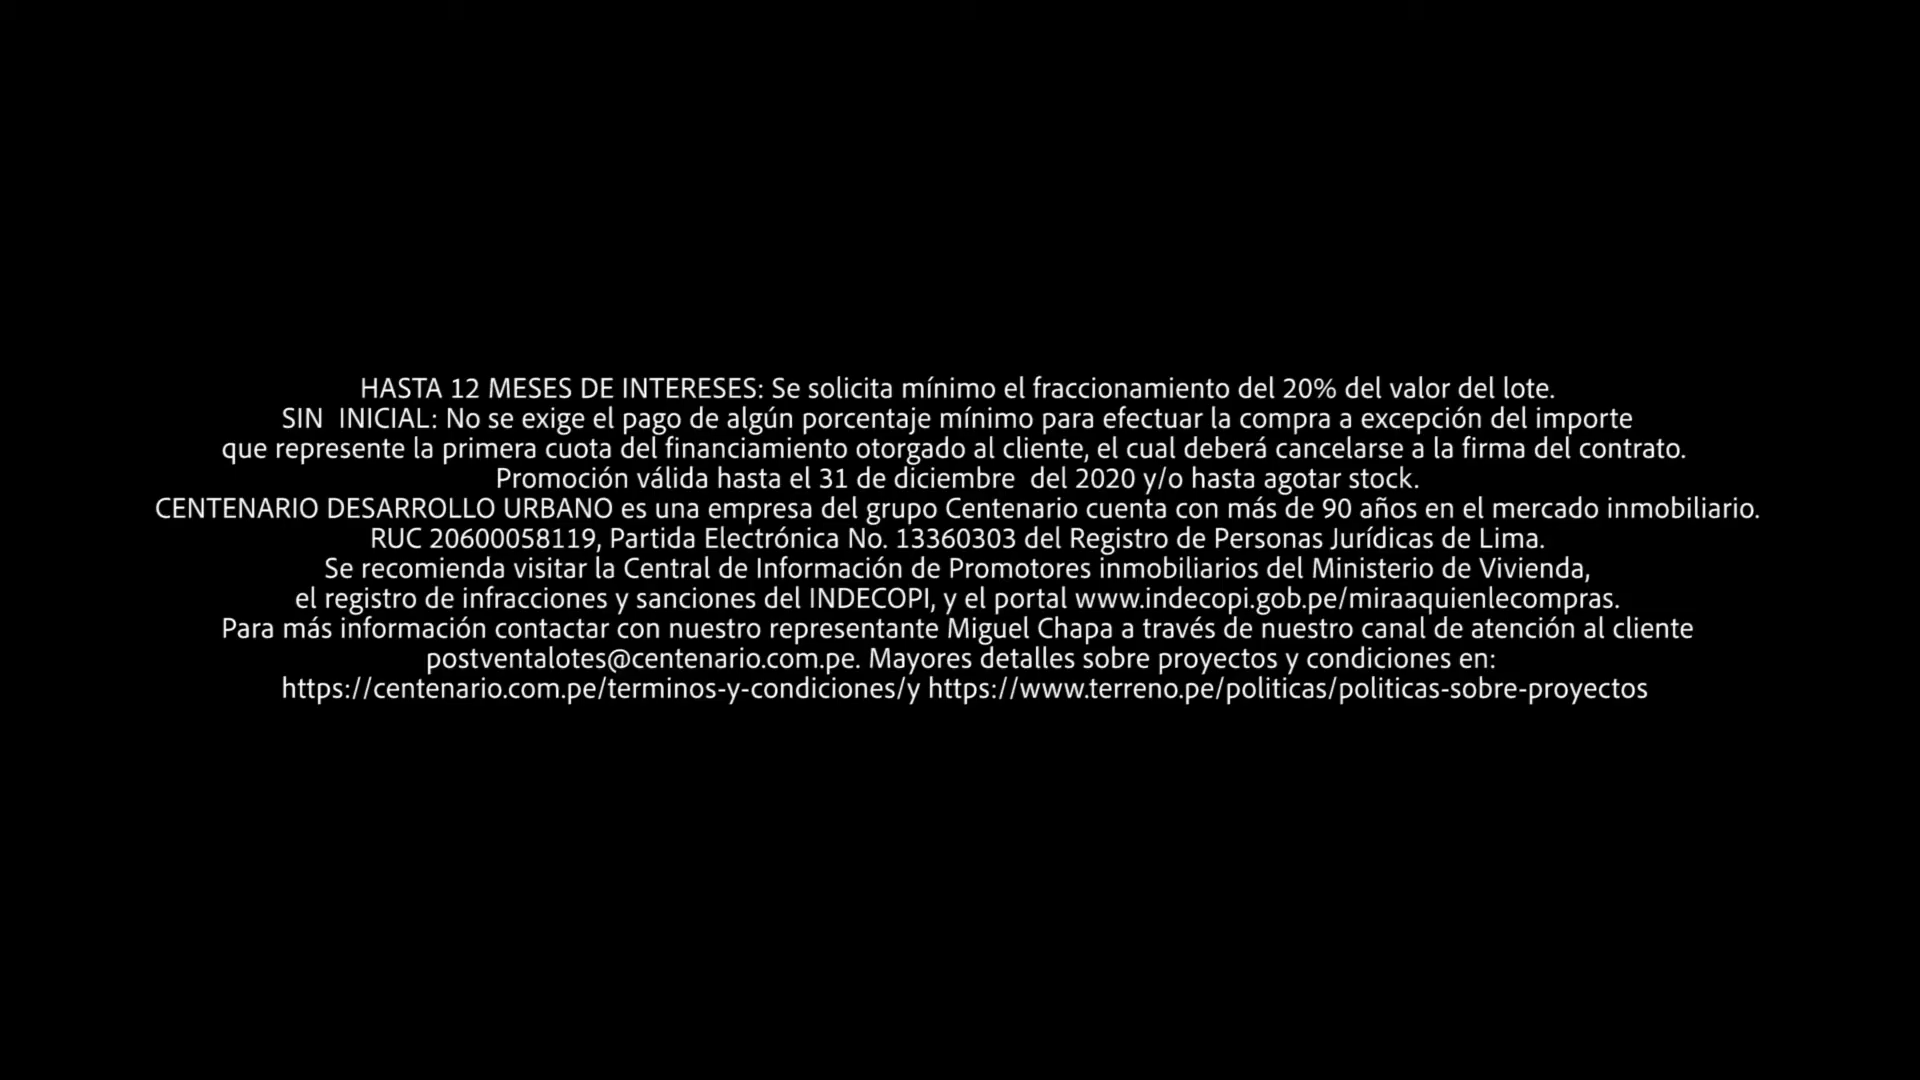 HASTA 12 MESES DE INTERESES: Se solicita mínimo el fraccionamiento del 20% del valor del lote.
SIN  INICIAL: No se exige el pago de algún porcentaje mínimo para efectuar la compra a excepción del importe
que represente la primera cuota del financiamiento otorgado al cliente, el cual deberá cancelarse a la firma del contrato.
Promoción válida hasta el 31 de diciembre  del 2020 y/o hasta agotar stock.
CENTENARIO DESARROLLO URBANO es una empresa del grupo Centenario cuenta con más de 90 años en el mercado inmobiliario.
RUC 20600058119, Partida Electrónica No. 13360303 del Registro de Personas Jurídicas de Lima.
Se recomienda visitar la Central de Información de Promotores inmobiliarios del Ministerio de Vivienda,
el registro de infracciones y sanciones del INDECOPI, y el portal www.indecopi.gob.pe/miraaquienlecompras.
Para más información contactar con nuestro representante Miguel Chapa a través de nuestro canal de atención al cliente
postventalotes@centenario.com.pe. Mayores detalles sobre proyectos y condiciones en:
https://centenario.com.pe/terminos-y-condiciones/y https://www.terreno.pe/politicas/politicas-sobre-proyectos